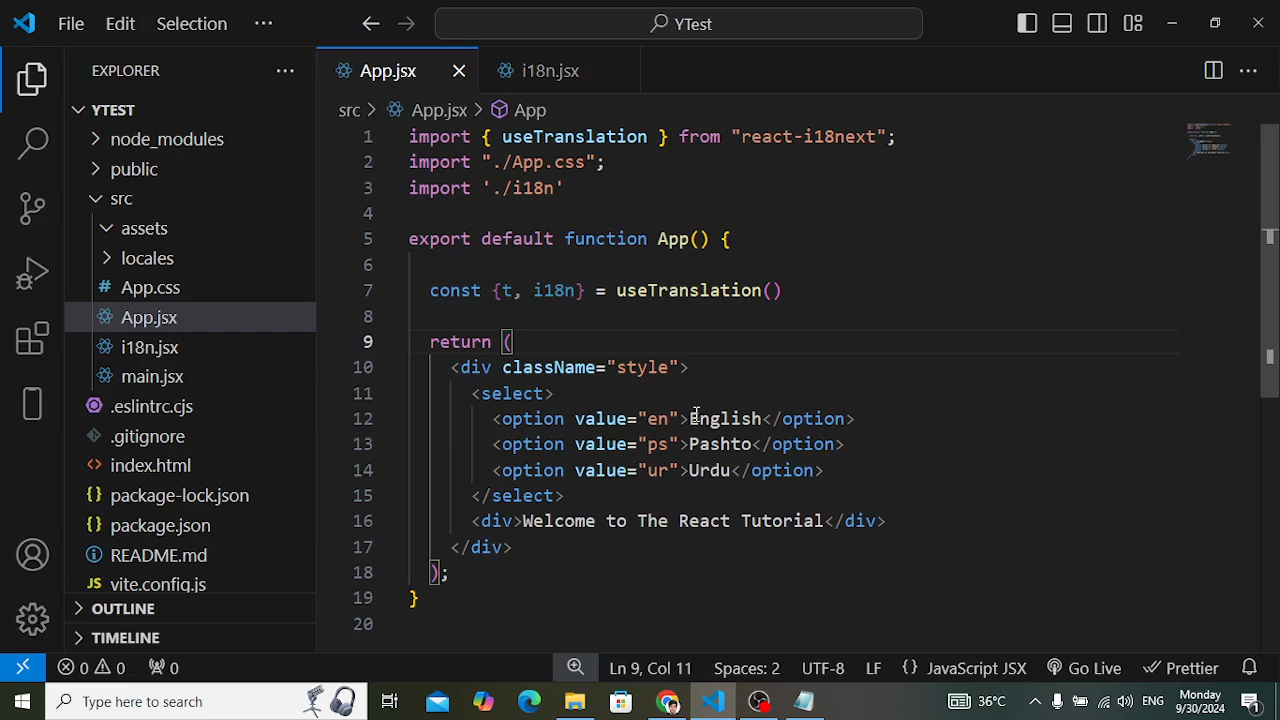 File Edit Selection ··· YTest
EXPLORER ···
YTEST
node_modules
public
src
assets
locales
# App.css
App.jsx
i18n.jsx
main.jsx
.eslintrc.cjs
.gitignore
<> index.html
{} package-lock.json
{} package.json
README.md
JS vite.config.js
OUTLINE
TIMELINE
App.jsx i18n.jsx ···
src > App.jsx > App
1 import { useTranslation } from "react-i18next";
2 import "./App.css";
3 import './i18n'
4
5 export default function App() {
6
7 const {t, i18n} = useTranslation()
8
9 return (
10 <div className="style">
11 <select>
12 <option value="en">English</option>
13 <option value="ps">Pashto</option>
14 <option value="ur">Urdu</option>
15 </select>
16 <div>Welcome to The React Tutorial</div>
17 </div>
18 );
19 }
20
0 0 0 Ln 9, Col 11 Spaces: 2 UTF-8 LF {} JavaScript JSX Go Live Prettier
Type here to search 36°C ENG Monday 9/30/2024 1